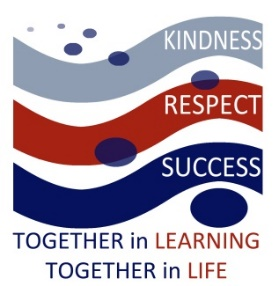 KINDNESS
RESPECT
SUCCESS
TOGETHER in LEARNING
TOGETHER in LIFE